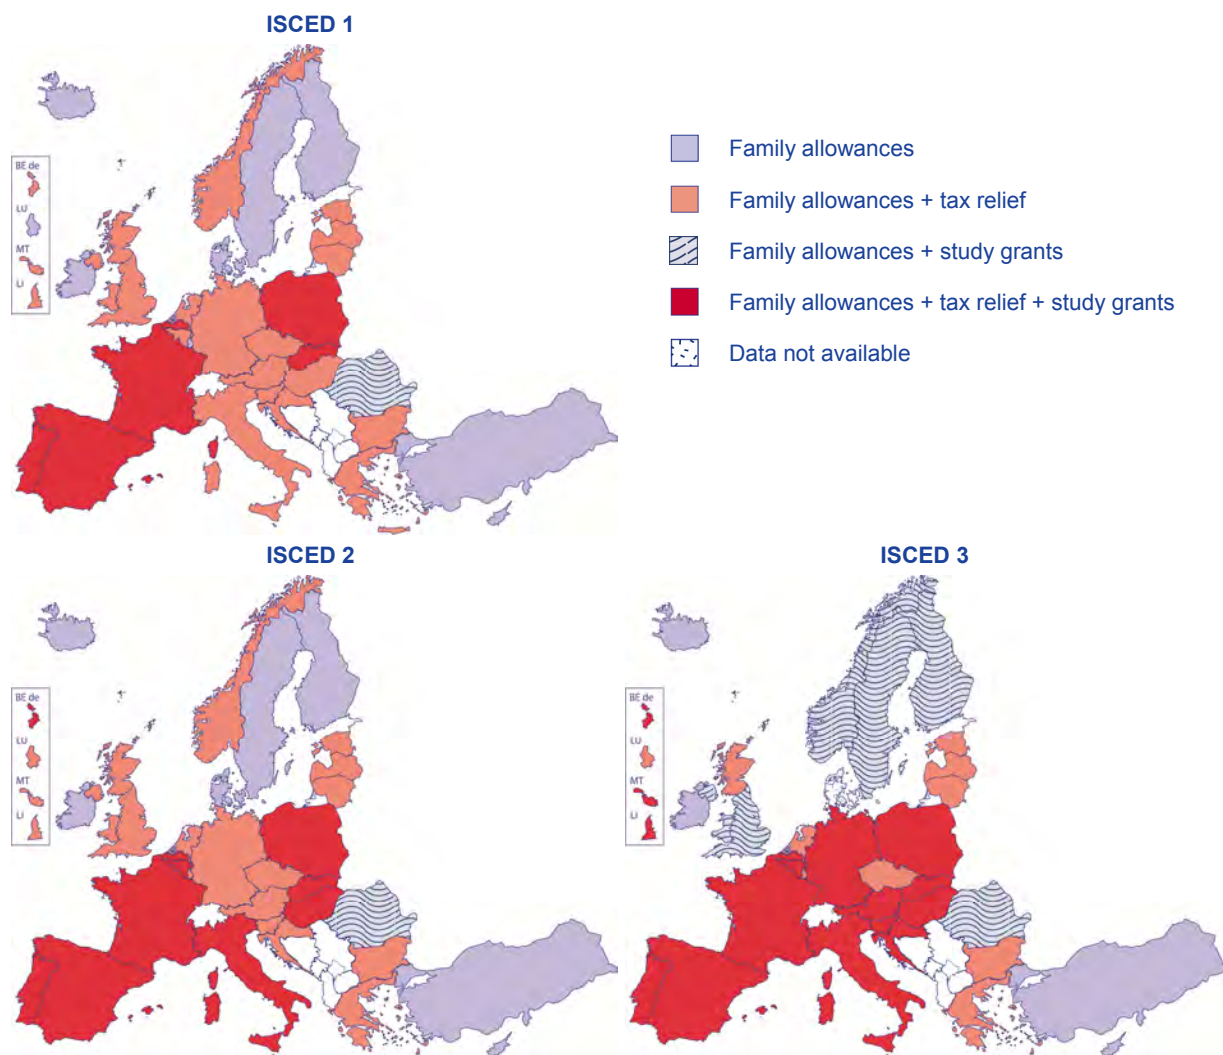 ISCED 1
BE de
LU
MT
LI
Family allowances
Family allowances + tax relief
Family allowances + study grants
Family allowances + tax relief + study grants
Data not available
ISCED 2
BE de
LU
MT
LI
ISCED 3
BE de
LU
MT
LI